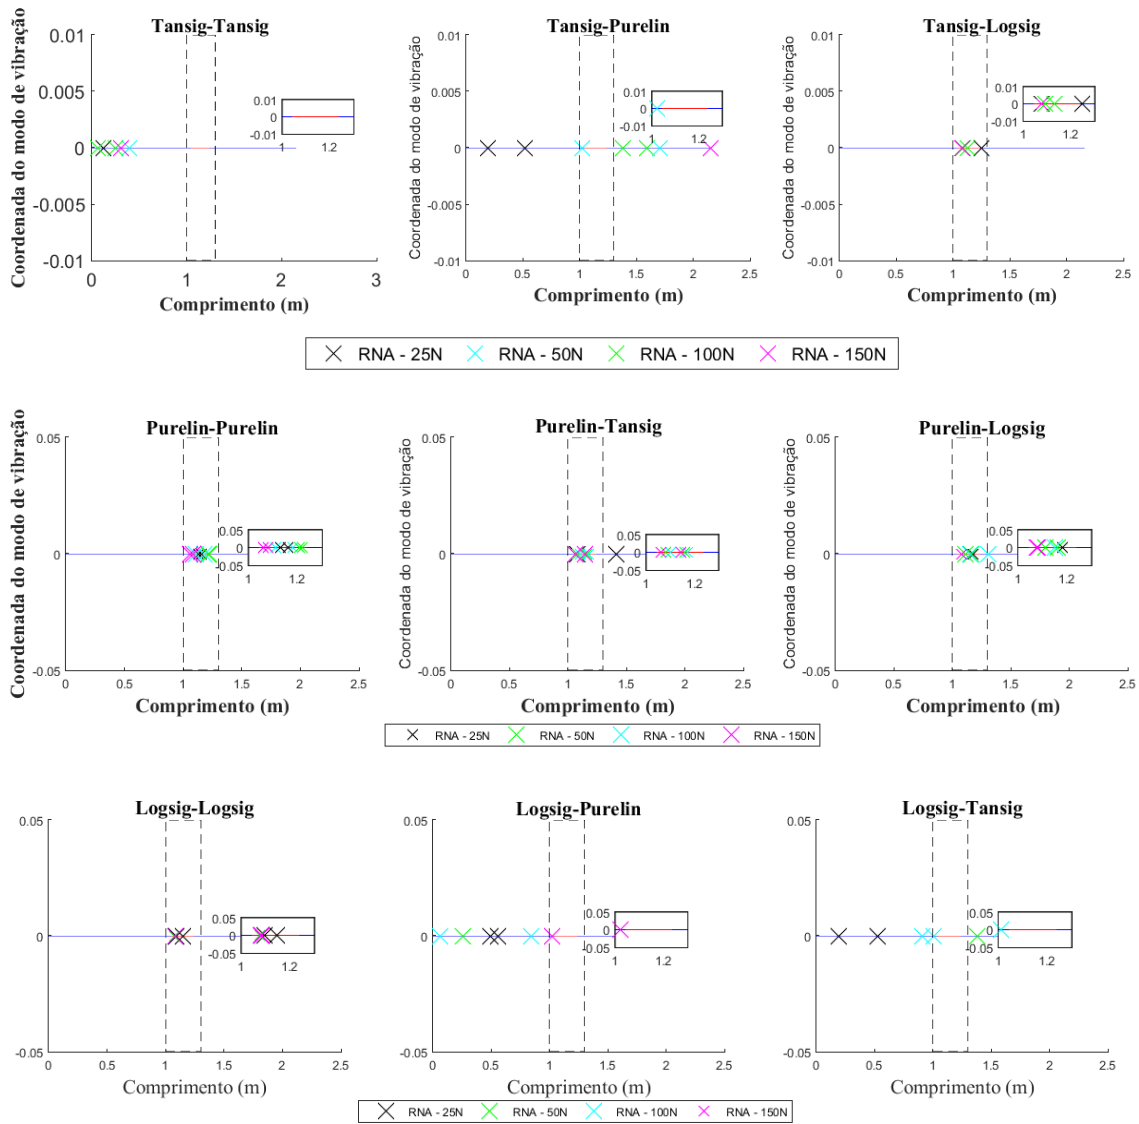 Tansig-Tansig
Coordenada do modo de vibração
0.01
0.005
0
-0.005
-0.01
0 1 2 3
Comprimento (m)
0.01
0
-0.01
1 1.2
Tansig-Purelin
Coordenada do modo de vibração
0.01
0.005
0
-0.005
-0.01
0 0.5 1 1.5 2 2.5
Comprimento (m)
0.01
0
-0.01
1 1.2
Tansig-Logsig
Coordenada do modo de vibração
0.01
0.005
0
-0.005
-0.01
0 0.5 1 1.5 2 2.5
Comprimento (m)
0.01
0
-0.01
1 1.2
RNA - 25N RNA - 50N RNA - 100N RNA - 150N
Purelin-Purelin
Coordenada do modo de vibração
0.05
0
-0.05
0 0.5 1 1.5 2 2.5
Comprimento (m)
0.05
0
-0.05
1 1.2
Purelin-Tansig
Coordenada do modo de vibração
0.05
0
-0.05
0 0.5 1 1.5 2 2.5
Comprimento (m)
0.05
0
-0.05
1 1.2
Purelin-Logsig
Coordenada do modo de vibração
0.05
0
-0.05
0 0.5 1 1.5 2 2.5
Comprimento (m)
0.05
0
-0.05
1 1.2
RNA - 25N RNA - 50N RNA - 100N RNA - 150N
Logsig-Logsig
0.05
0
-0.05
0 0.5 1 1.5 2 2.5
Comprimento (m)
0.05
0
-0.05
1 1.2
Logsig-Purelin
0.05
0
-0.05
0 0.5 1 1.5 2 2.5
Comprimento (m)
0.05
0
-0.05
1 1.2
Logsig-Tansig
0.05
0
-0.05
0 0.5 1 1.5 2 2.5
Comprimento (m)
0.05
0
-0.05
1 1.2
RNA - 25N RNA - 50N RNA - 100N RNA - 150N